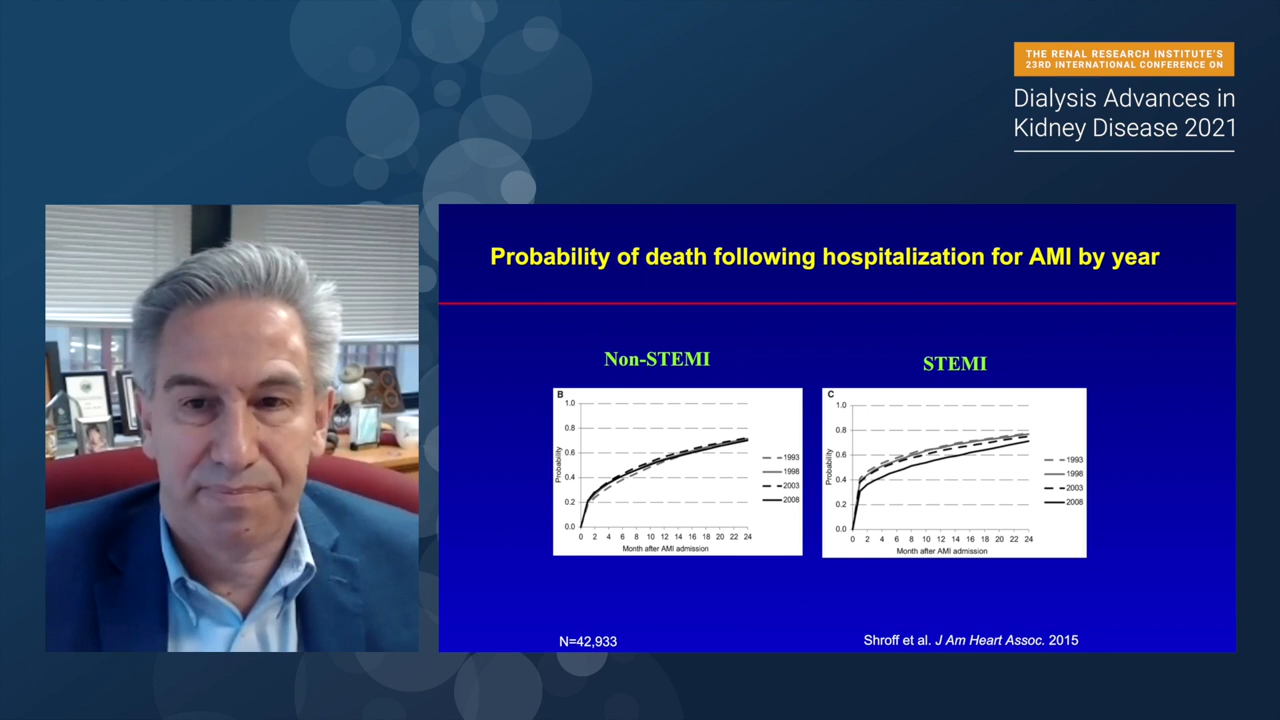 THE RENAL RESEARCH INSTITUTE'S
23RD INTERNATIONAL CONFERENCE ON
Dialysis Advances in
Kidney Disease 2021
Probability of death following hospitalization for AMI by year
Non-STEMI
STEMI
B
1.0
0.8
0.6
0.4
0.2
0.0
Probability
0 2 4 6 8 10 12 14 16 18 20 22 24
Month after AMI admission
1993
1998
2003
2008
C
1.0
0.8
0.6
0.4
0.2
0.0
Probability
0 2 4 6 8 10 12 14 16 18 20 22 24
Month after AMI admission
1993
1998
2003
2008
N=42,933
Shroff et al. J Am Heart Assoc. 2015